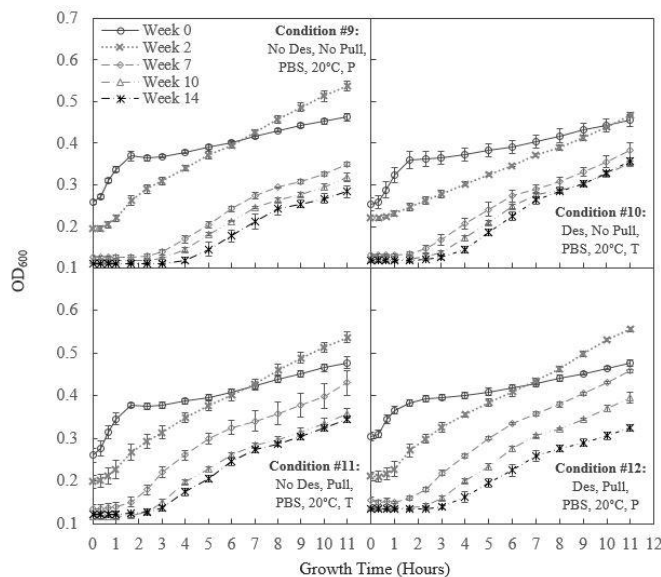 0.7
Week 0
Week 2
Week 7
Week 10
Week 14
Condition #9:
No Des, No Pull,
PBS, 20°C, P
0.6
0.5
0.4
0.3
0.2
0.1
Condition #10:
Des, No Pull,
PBS, 20°C, T
OD600
0.6
0.5
0.4
0.3
0.2
0.1
Condition #11:
No Des, Pull,
PBS, 20°C, T
Condition #12:
Des, Pull,
PBS, 20°C, P
0 1 2 3 4 5 6 7 8 9 10 11 0 1 2 3 4 5 6 7 8 9 10 11 12
Growth Time (Hours)